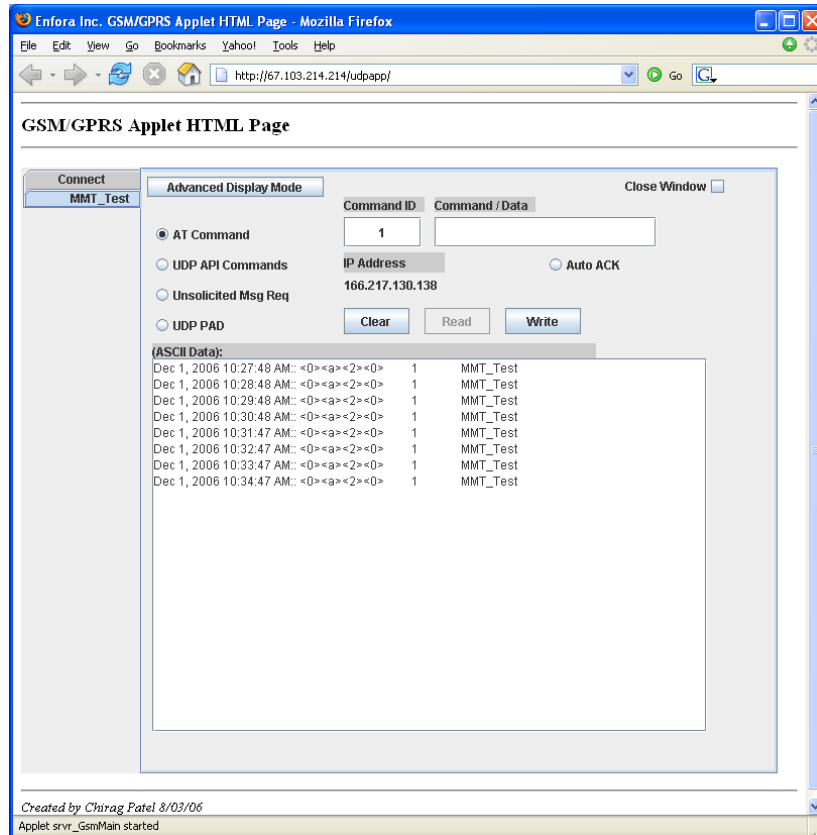 Enfora Inc. GSM/GPRS Applet HTML Page - Mozilla Firefox
File Edit View Go Bookmarks Yahoo! Tools Help
http://67.103.214.214/udpapp/ Go G
GSM/GPRS Applet HTML Page
Connect
MMT_Test
Advanced Display Mode
Close Window
Command ID Command / Data
AT Command
1
UDP API Commands
IP Address
Auto ACK
166.217.130.138
Unsolicited Msg Req
UDP PAD
Clear Read Write
(ASCII Data):
Dec 1, 2006 10:27:48 AM:: <0><a><2><0> 1 MMT_Test
Dec 1, 2006 10:28:48 AM:: <0><a><2><0> 1 MMT_Test
Dec 1, 2006 10:29:48 AM:: <0><a><2><0> 1 MMT_Test
Dec 1, 2006 10:30:48 AM:: <0><a><2><0> 1 MMT_Test
Dec 1, 2006 10:31:47 AM:: <0><a><2><0> 1 MMT_Test
Dec 1, 2006 10:32:47 AM:: <0><a><2><0> 1 MMT_Test
Dec 1, 2006 10:33:47 AM:: <0><a><2><0> 1 MMT_Test
Dec 1, 2006 10:34:47 AM:: <0><a><2><0> 1 MMT_Test
Created by Chirag Patel 8/03/06
Applet srvr_GsmMain started